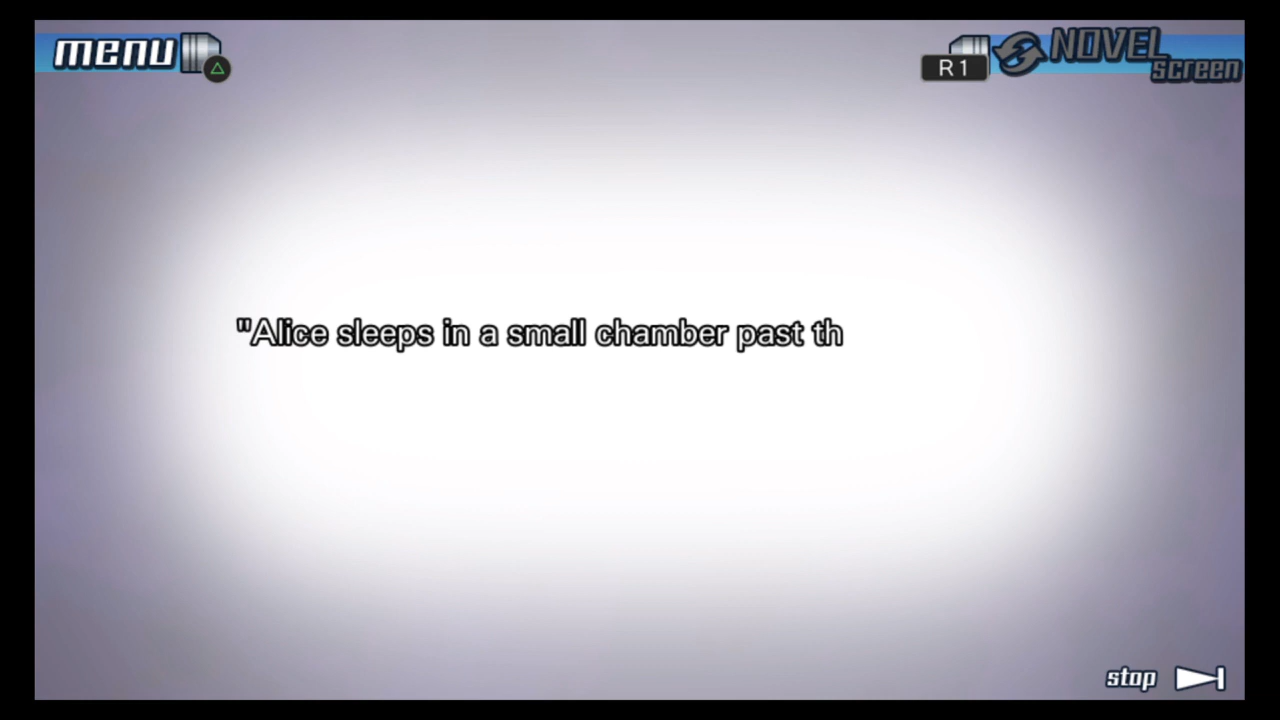 menu
R1
NOVEL
screen
"Alice sleeps in a small chamber past th
stop